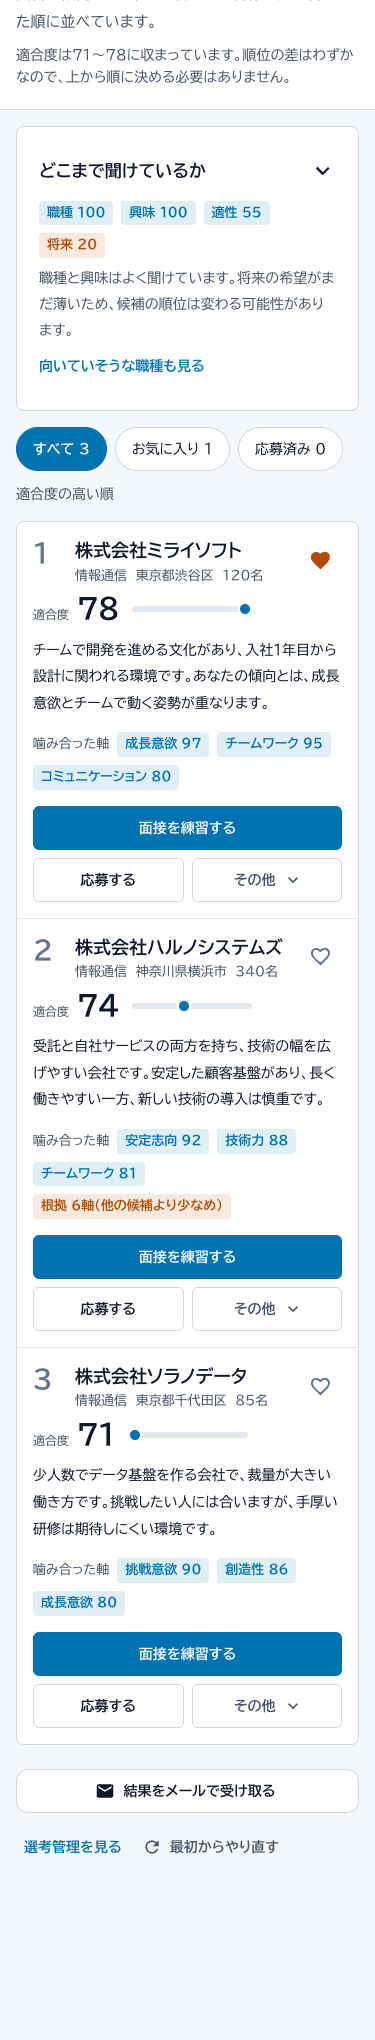 た順に並べています。
適合度は71〜78に収まっています。順位の差はわずか
なので、上から順に決める必要はありません。
どこまで聞けているか
職種 100 興味 100 適性 55
将来 20
職種と興味はよく聞けています。将来の希望がま
だ薄いため、候補の順位は変わる可能性があり
ます。
向いていそうな職種も見る
すべて 3 お気に入り 1 応募済み 0
適合度の高い順
1 株式会社ミライソフト
情報通信 東京都渋谷区 120名
適合度 78
チームで開発を進める文化があり、入社1年目から
設計に関われる環境です。あなたの傾向とは、成長
意欲とチームで動く姿勢が重なります。
噛み合った軸 成長意欲 97 チームワーク 95
コミュニケーション 80
面接を練習する
応募する その他
2 株式会社ハルノシステムズ
情報通信 神奈川県横浜市 340名
適合度 74
受託と自社サービスの両方を持ち、技術の幅を広
げやすい会社です。安定した顧客基盤があり、長く
働きやすい一方、新しい技術の導入は慎重です。
噛み合った軸 安定志向 92 技術力 88
チームワーク 81
根拠 6軸(他の候補より少なめ)
面接を練習する
応募する その他
3 株式会社ソラノデータ
情報通信 東京都千代田区 85名
適合度 71
少人数でデータ基盤を作る会社で、裁量が大きい
働き方です。挑戦したい人には合いますが、手厚い
研修は期待しにくい環境です。
噛み合った軸 挑戦意欲 90 創造性 86
成長意欲 80
面接を練習する
応募する その他
結果をメールで受け取る
選考管理を見る 最初からやり直す